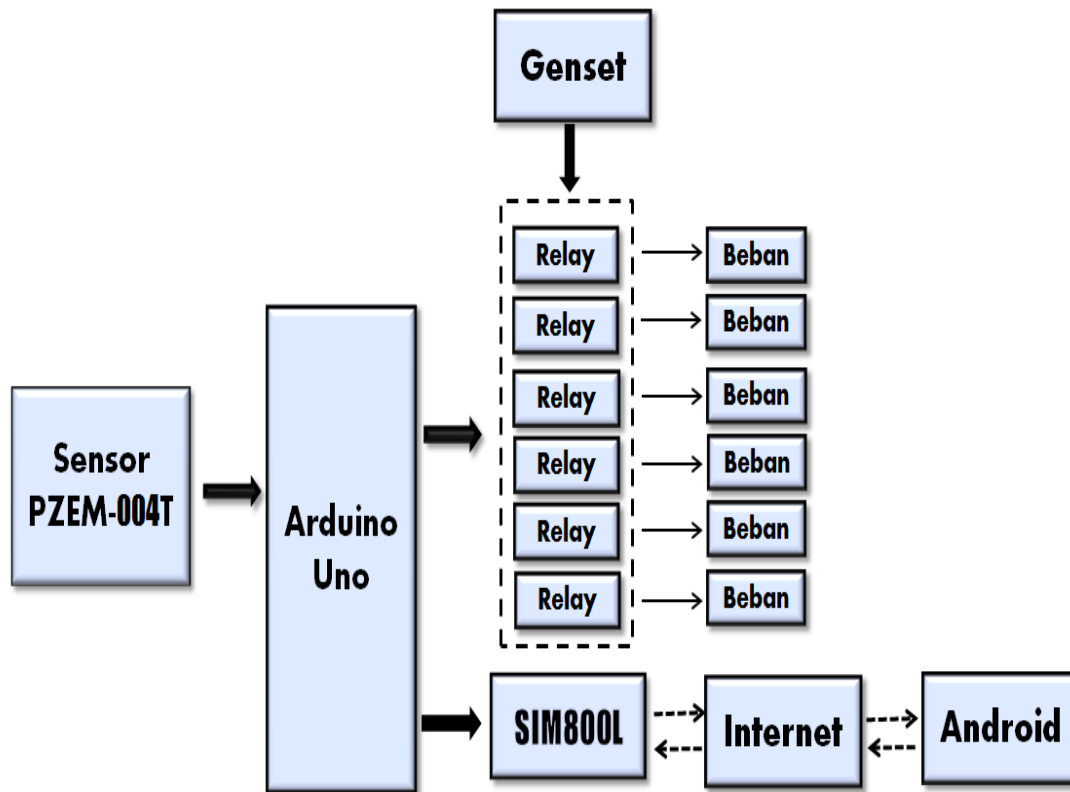 Genset
Relay
Beban
Relay
Beban
Relay
Beban
Relay
Beban
Relay
Beban
Relay
Beban
Sensor
PZEM-004T
Arduino
Uno
SIM800L
Internet
Android